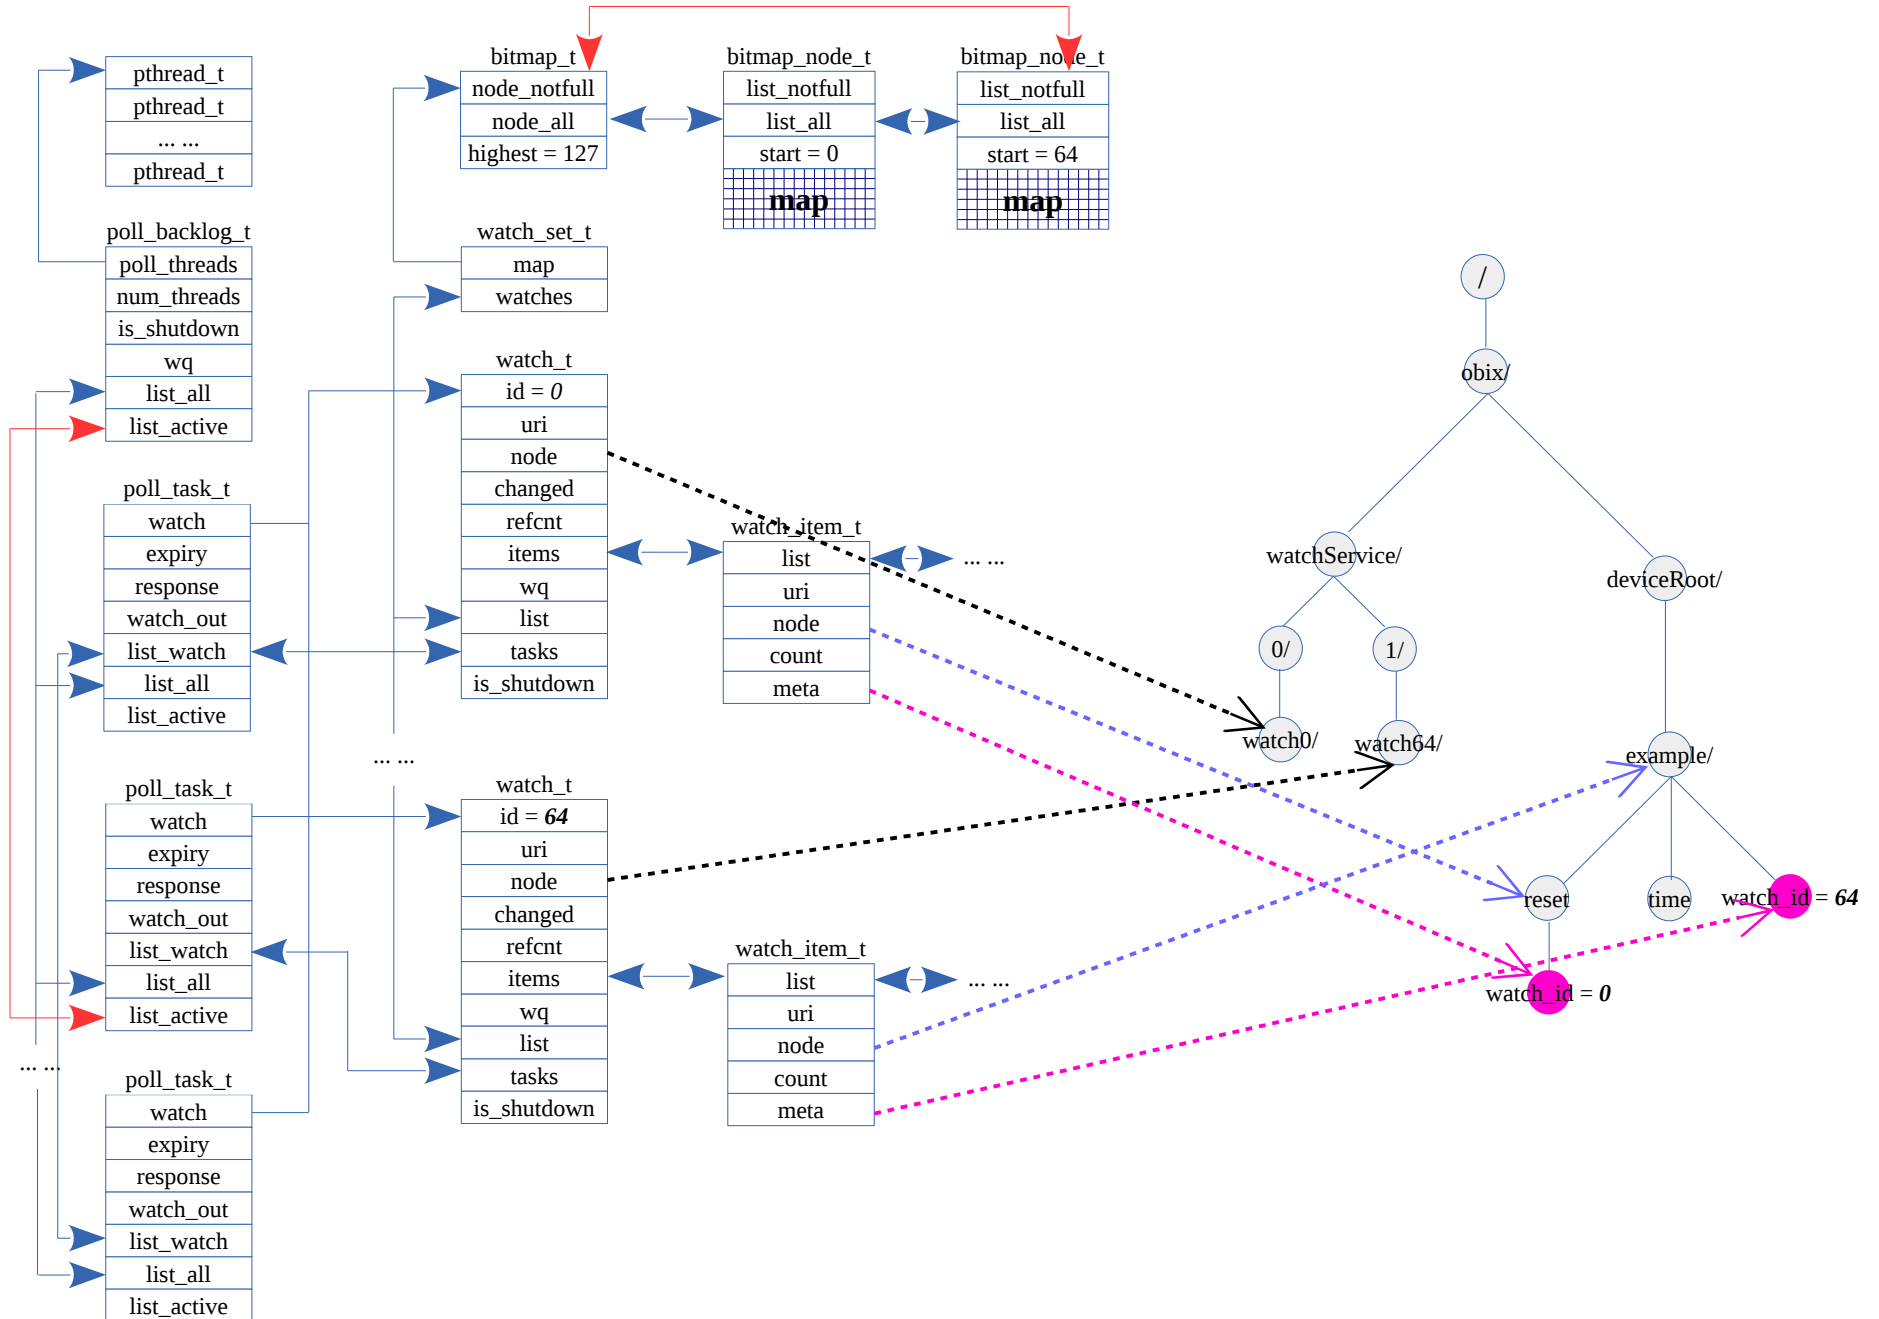 pthread_t
pthread_t
... ...
pthread_t
poll_backlog_t
poll_threads
num_threads
is_shutdown
wq
list_all
list_active
poll_task_t
watch
expiry
response
watch_out
list_watch
list_all
list_active
poll_task_t
watch
expiry
response
watch_out
list_watch
list_all
list_active
... ...
poll_task_t
watch
expiry
response
watch_out
list_watch
list_all
list_active
bitmap_t
node_notfull
node_all
highest = 127
bitmap_node_t
list_notfull
list_all
start = 0
map
bitmap_node_t
list_notfull
list_all
start = 64
map
watch_set_t
map
watches
watch_t
id = 0
uri
node
changed
refcnt
items
wq
list
tasks
is_shutdown
... ...
watch_item_t
list
uri
node
count
meta
... ...
watch_t
id = 64
uri
node
changed
refcnt
items
wq
list
tasks
is_shutdown
watch_item_t
list
uri
node
count
meta
... ...
/
obix/
watchService/
deviceRoot/
0/
1/
watch0/
watch64/
example/
reset
time
watch_id = 64
watch_id = 0